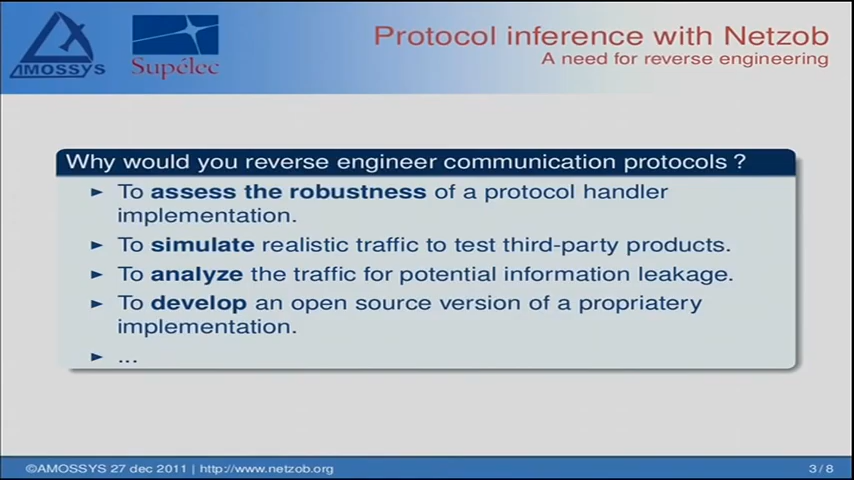 AMOSSYS
Supélec
Protocol inference with Netzob
A need for reverse engineering
Why would you reverse engineer communication protocols ?
► To assess the robustness of a protocol handler
implementation.
► To simulate realistic traffic to test third-party products.
► To analyze the traffic for potential information leakage.
► To develop an open source version of a propriatery
implementation.
► ...
©AMOSSYS 27 dec 2011 | http://www.netzob.org
3 / 8